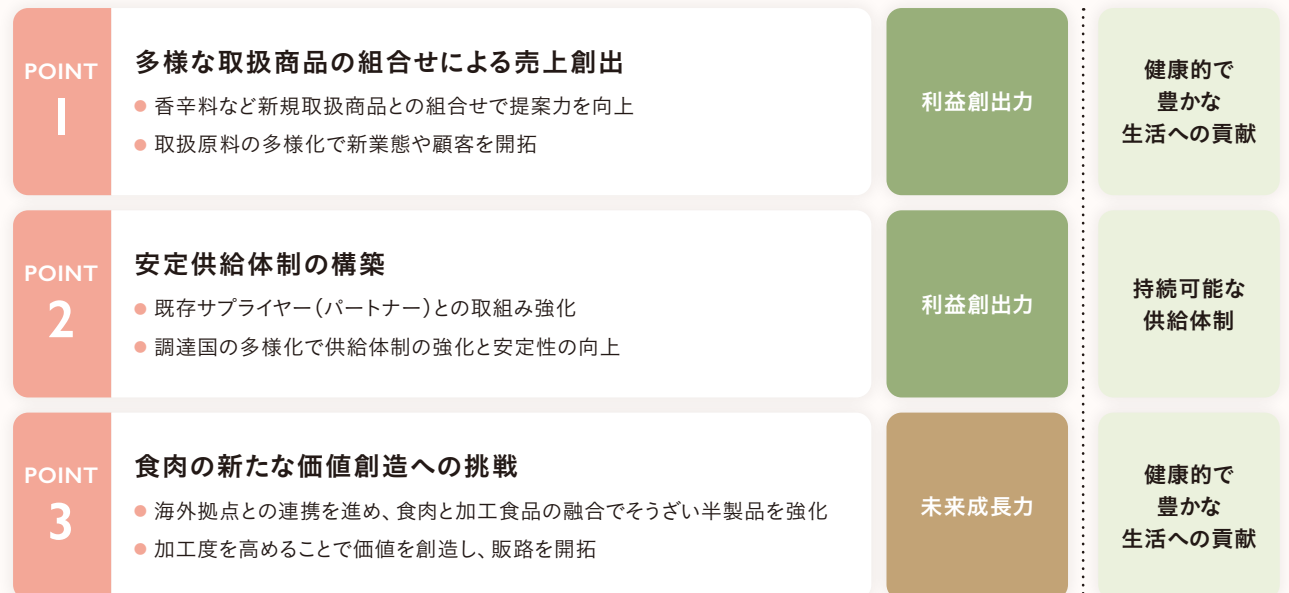 POINT
1
多様な取扱商品の組合せによる売上創出
● 香辛料など新規取扱商品との組合せで提案力を向上
● 取扱原料の多様化で新業態や顧客を開拓
利益創出力
健康的で
豊かな
生活への貢献
POINT
2
安定供給体制の構築
● 既存サプライヤー(パートナー)との取組み強化
● 調達国の多様化で供給体制の強化と安定性の向上
利益創出力
持続可能な
供給体制
POINT
3
食肉の新たな価値創造への挑戦
● 海外拠点との連携を進め、食肉と加工食品の融合でそうざい半製品を強化
● 加工度を高めることで価値を創造し、販路を開拓
未来成長力
健康的で
豊かな
生活への貢献